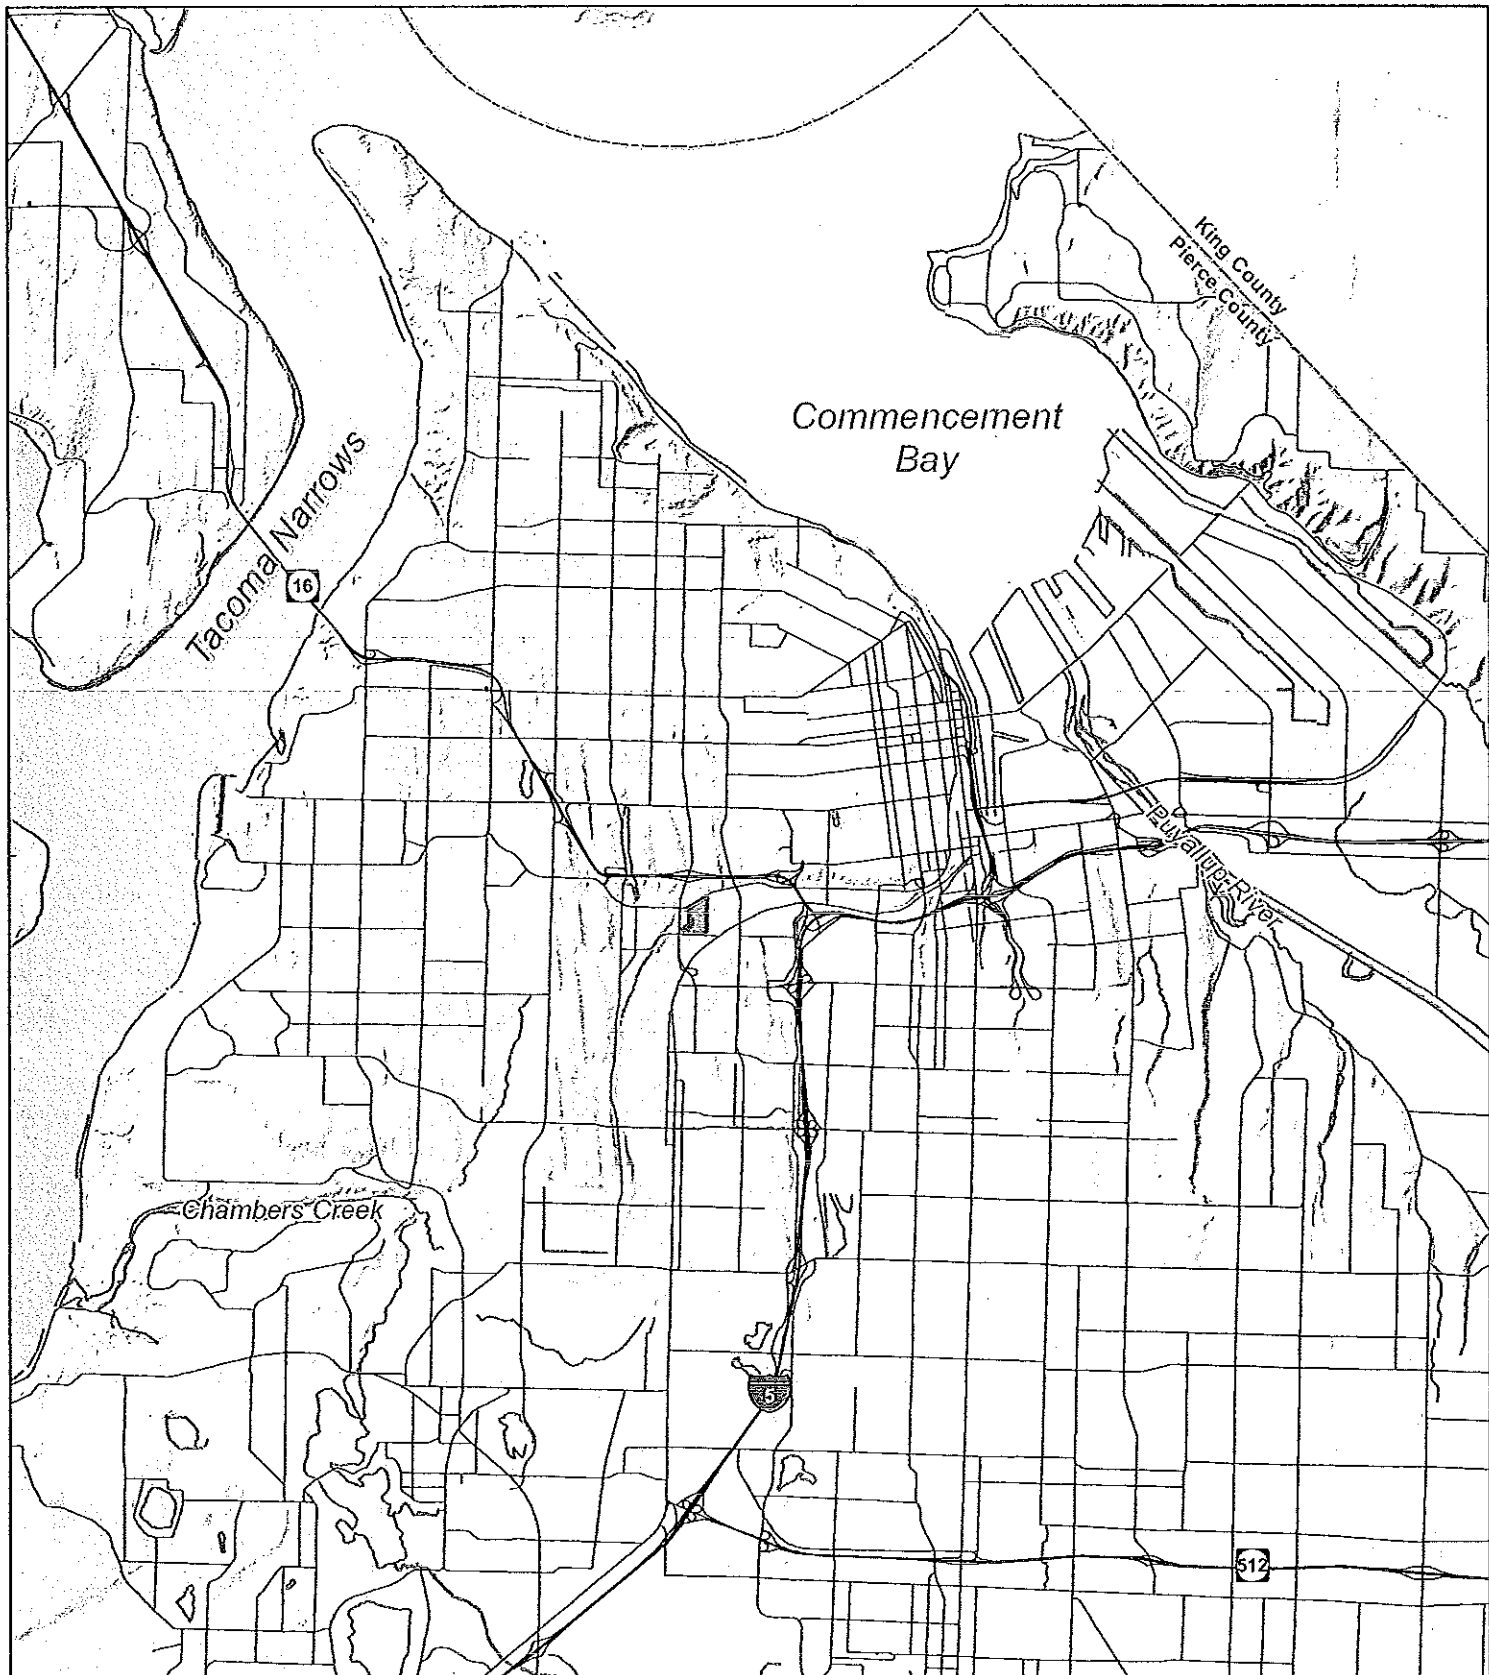 King County
Pierce County
Commencement
Bay
Tacoma Narrows
16
Puyallup River
Chambers Creek
5
512